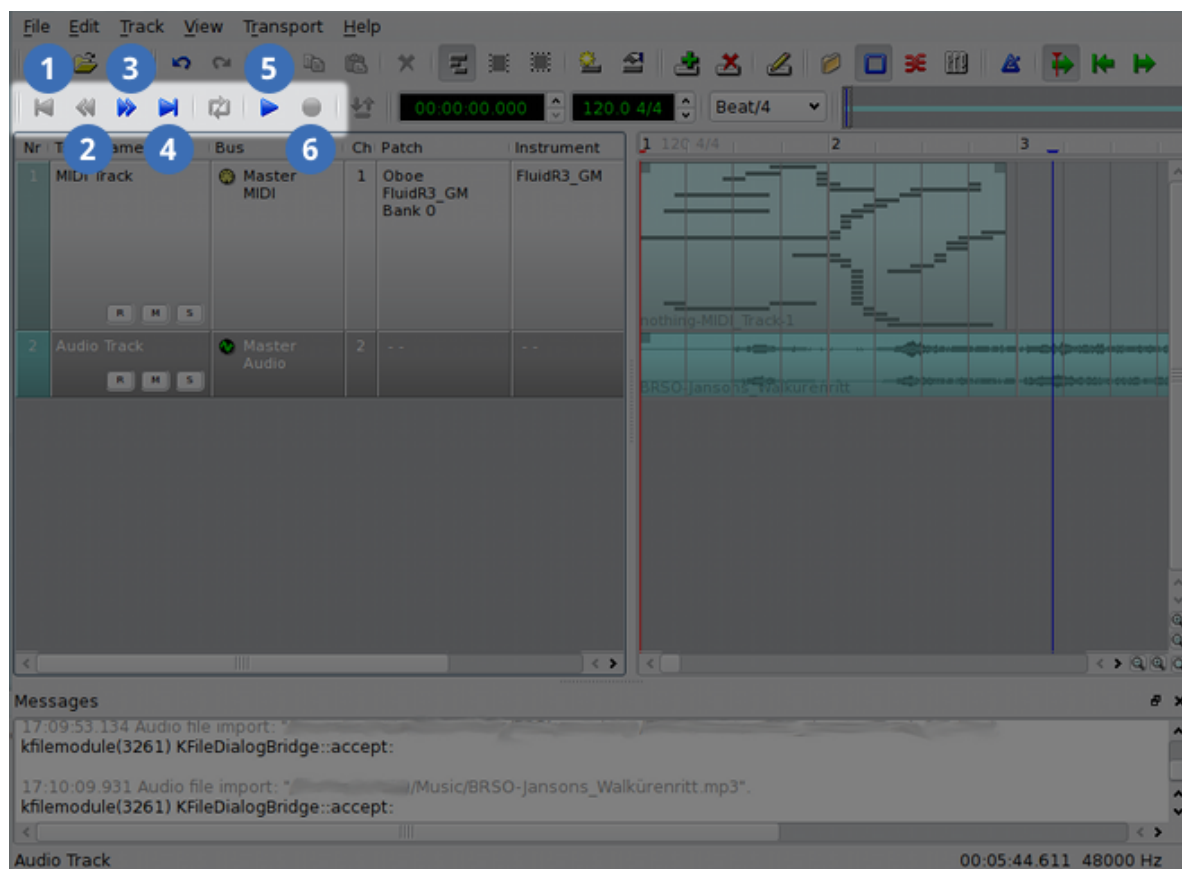 File Edit Track View Transport Help
1 3 5
00:00:00.000 120.0 4/4 Beat/4
2 4 6
Nr ame Bus Ch Patch Instrument
1 MIDI Track Master MIDI 1 Oboe FluidR3_GM Bank 0 FluidR3_GM
R M S
2 Audio Track Master Audio 2 - - - -
R M S
1 120 4/4 2 3
nothing-MIDI_Track-1
BRSO-Jansons_Walkürenritt
Messages
17:09:53.134 Audio file import: "
kfilemodule(3261) KFileDialogBridge::accept:
17:10:09.931 Audio file import: "/ /Music/BRSO-Jansons_Walkürenritt.mp3".
kfilemodule(3261) KFileDialogBridge::accept:
Audio Track 00:05:44.611 48000 Hz